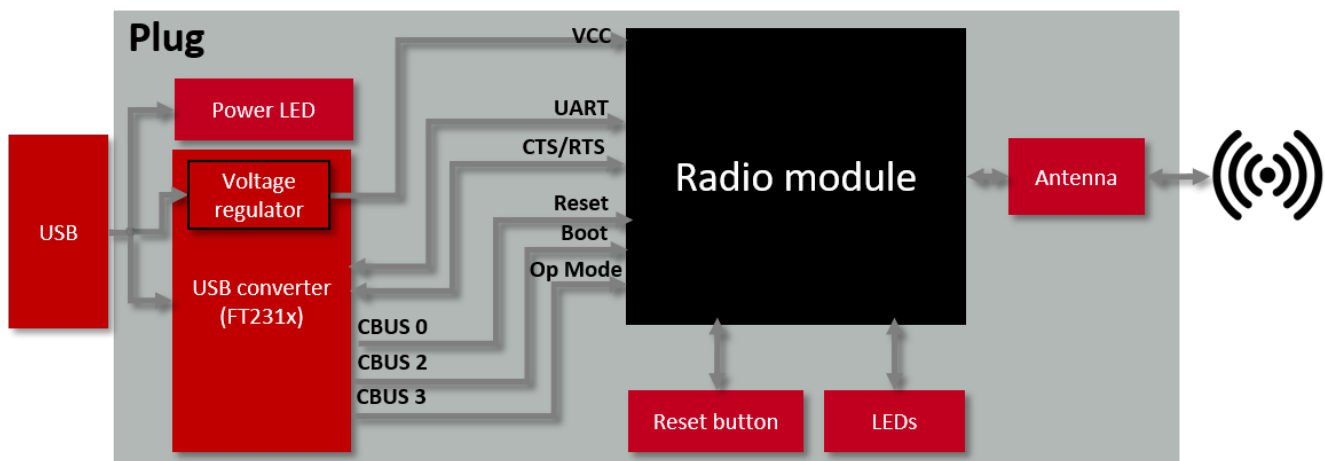 Plug
VCC
Power LED
UART
CTS/RTS
Voltage
regulator
Radio module
Antenna
USB
Reset
Boot
Op Mode
USB converter
(FT231x)
CBUS 0
CBUS 2
CBUS 3
Reset button
LEDs